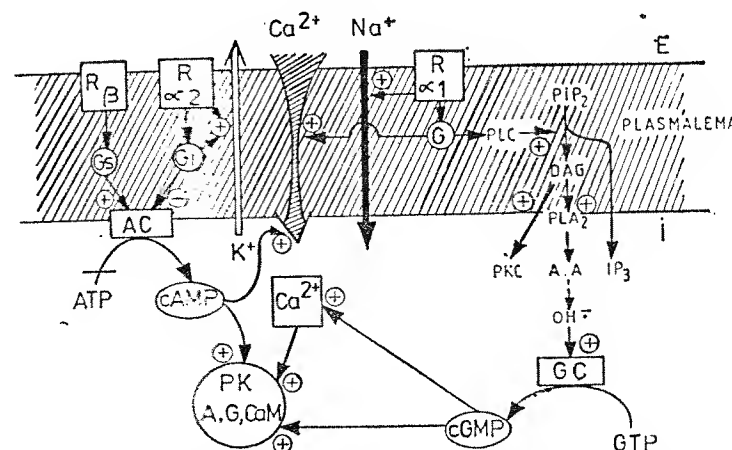 Ca2+ Na+
E
R β
R α2
R α1
PIP2
PLASMALEMA
Gs
Gi
G
PLC
DAG
AC
K+
PLA2
i
ATP
cAMP
Ca2+
PKC
A.A
IP3
OH-
PK
A,G,CaM
GC
cGMP
GTP